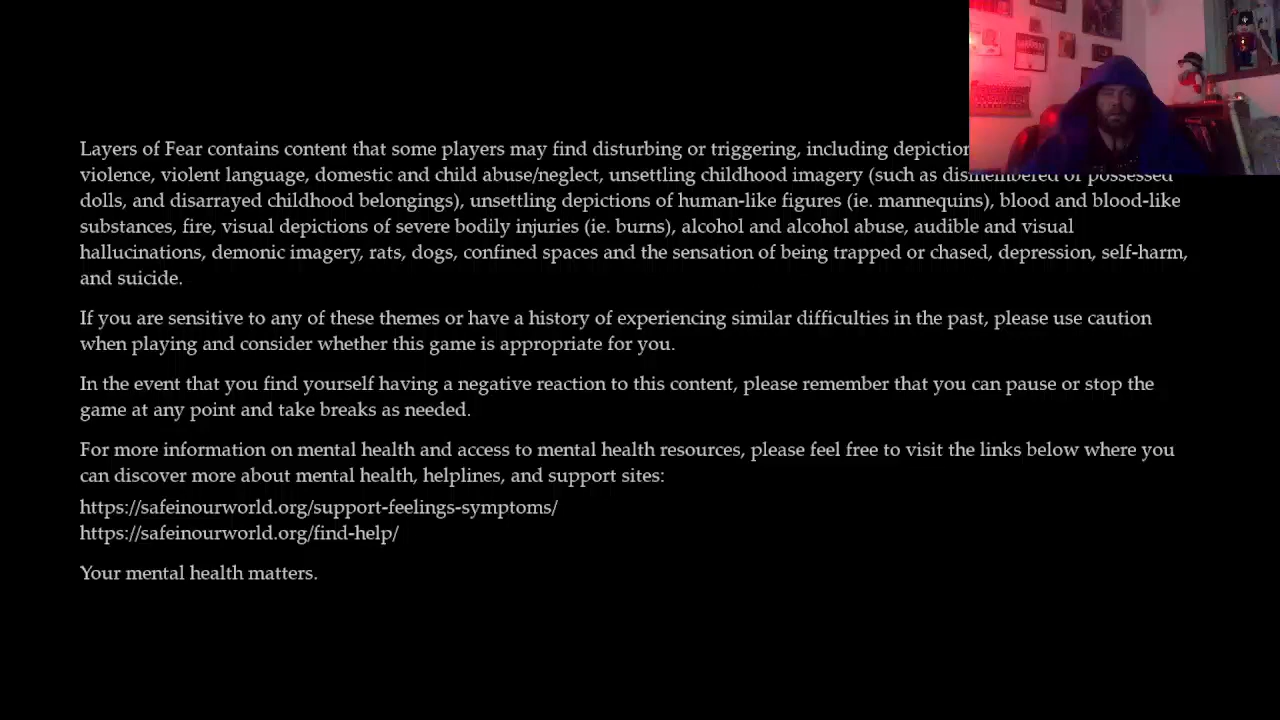 Layers of Fear contains content that some players may find disturbing or triggering, including
violence, violent language, domestic and child abuse/neglect, unsettling childhood imagery (such as dismembered or possessed
dolls, and disarrayed childhood belongings), unsettling depictions of human-like figures (ie. mannequins), blood and blood-like
substances, fire, visual depictions of severe bodily injuries (ie. burns), alcohol and alcohol abuse, audible and visual
hallucinations, demonic imagery, rats, dogs, confined spaces and the sensation of being trapped or chased, depression, self-harm,
and suicide.
If you are sensitive to any of these themes or have a history of experiencing similar difficulties in the past, please use caution
when playing and consider whether this game is appropriate for you.
In the event that you find yourself having a negative reaction to this content, please remember that you can pause or stop the
game at any point and take breaks as needed.
For more information on mental health and access to mental health resources, please feel free to visit the links below where you
can discover more about mental health, helplines, and support sites:
https://safeinourworld.org/support-feelings-symptoms/
https://safeinourworld.org/find-help/
Your mental health matters.